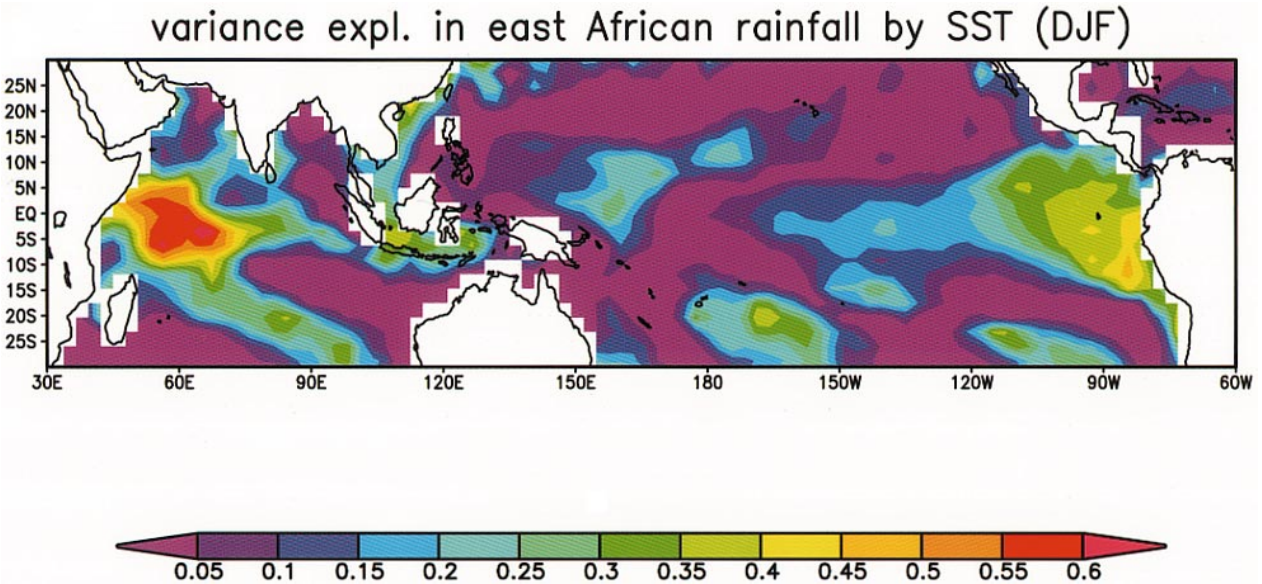 variance expl. in east African rainfall by SST (DJF)
25N
20N
15N
10N
5N
EQ
5S
10S
15S
20S
25S
30E 60E 90E 120E 150E 180 150W 120W 90W 60W
0.05 0.1 0.15 0.2 0.25 0.3 0.35 0.4 0.45 0.5 0.55 0.6